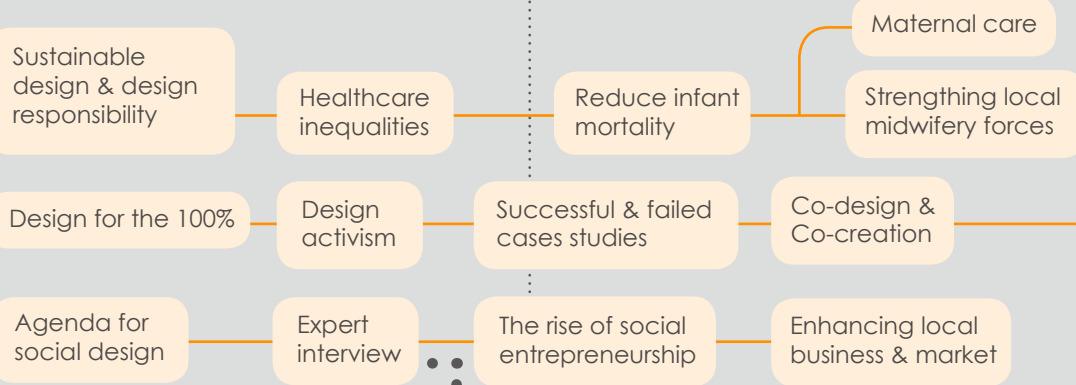 Maternal care
Sustainable
design & design
responsibility
Healthcare
inequalities
Reduce infant
mortality
Strengthing local
midwifery forces
Design for the 100%
Design
activism
Successful & failed
cases studies
Co-design &
Co-creation
Agenda for
social design
Expert
interview
The rise of social
entrepreneurship
Enhancing local
business & market